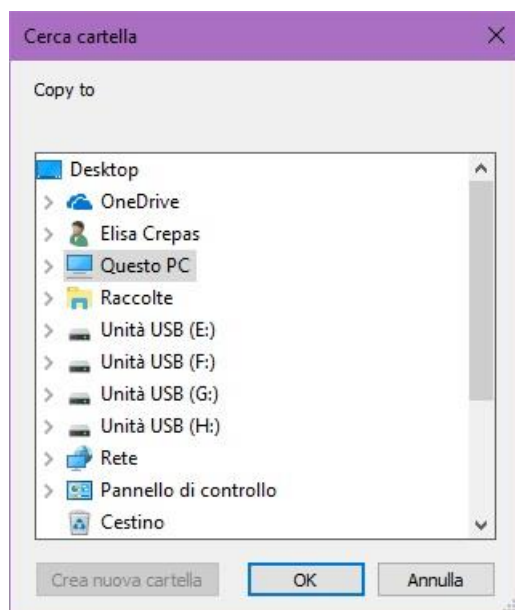 Cerca cartella
Copy to
Desktop
OneDrive
Elisa Crepas
Questo PC
Raccolte
Unità USB (E:)
Unità USB (F:)
Unità USB (G:)
Unità USB (H:)
Rete
Pannello di controllo
Cestino
Crea nuova cartella OK Annulla